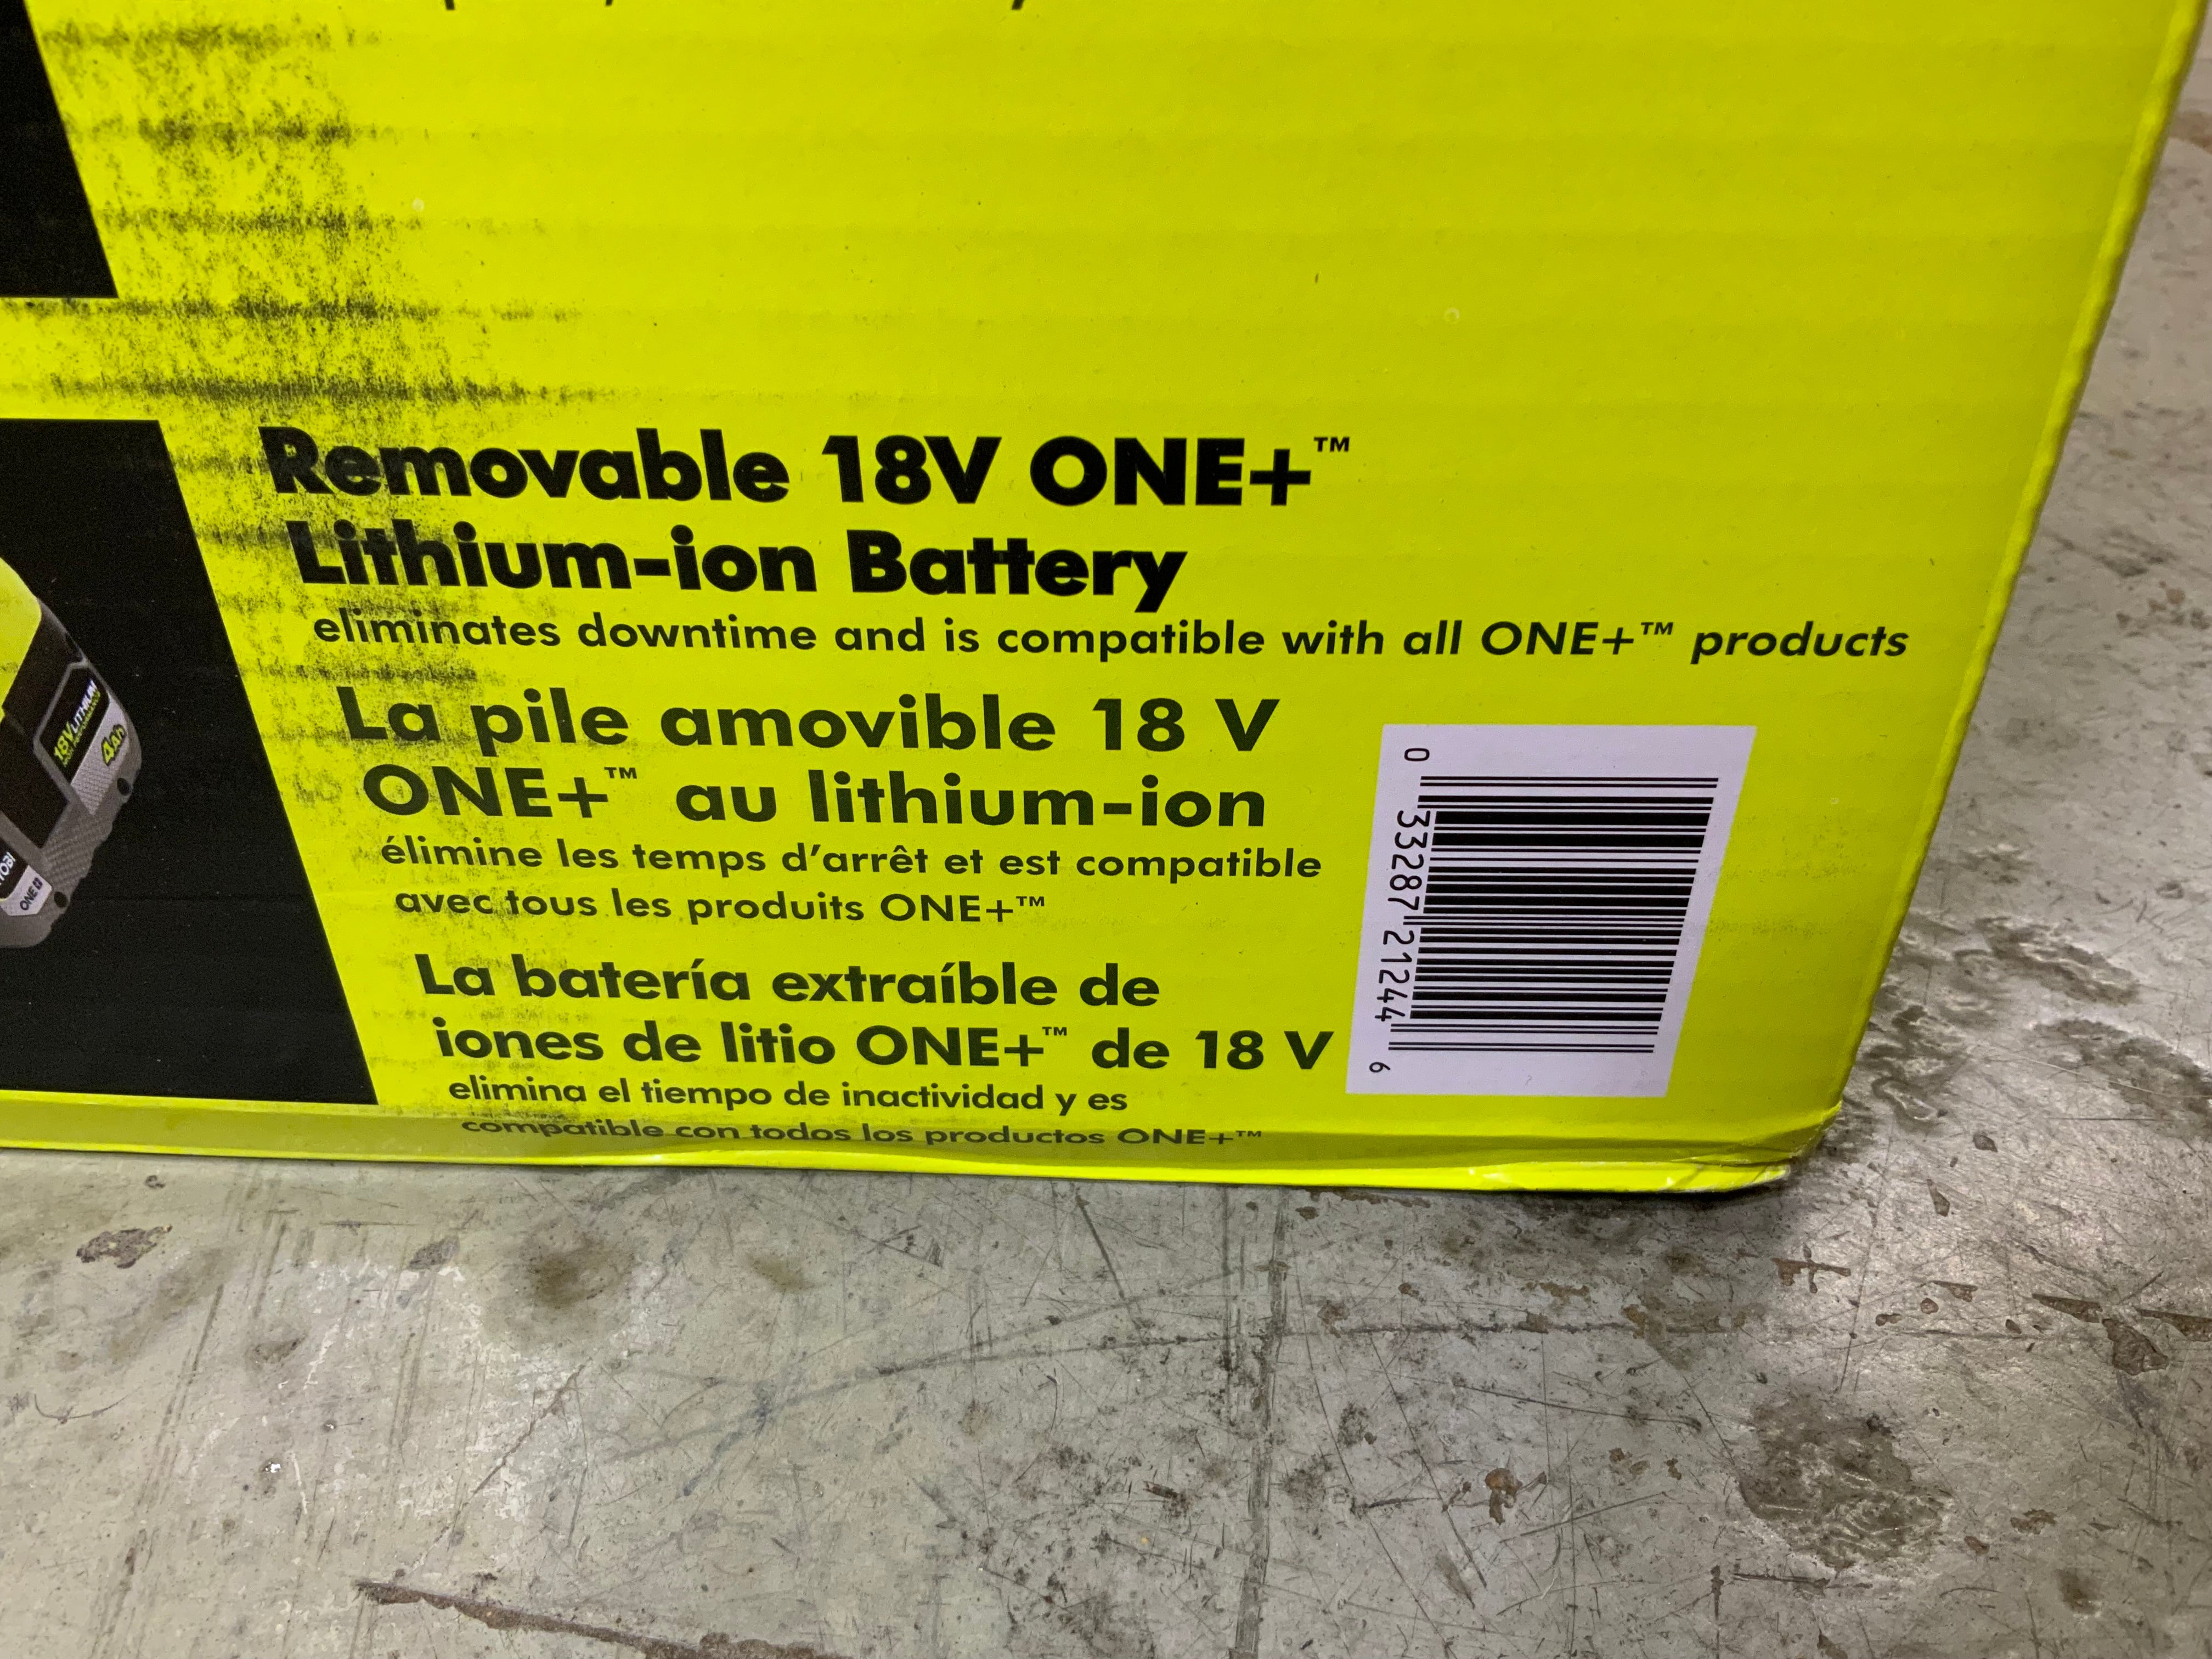 Removable 18V ONE+™
Lithium-ion Battery
eliminates downtime and is compatible with all ONE+™ products
La pile amovible 18 V
ONE+™ au lithium-ion
élimine les temps d'arrêt et est compatible
avec tous les produits ONE+™
La batería extraíble de
iones de litio ONE+™ de 18 V
elimina el tiempo de inactividad y es
compatible con todos los productos ONE+™
0 33287 21244 6
18V LITHIUM
4Ah
ONE+